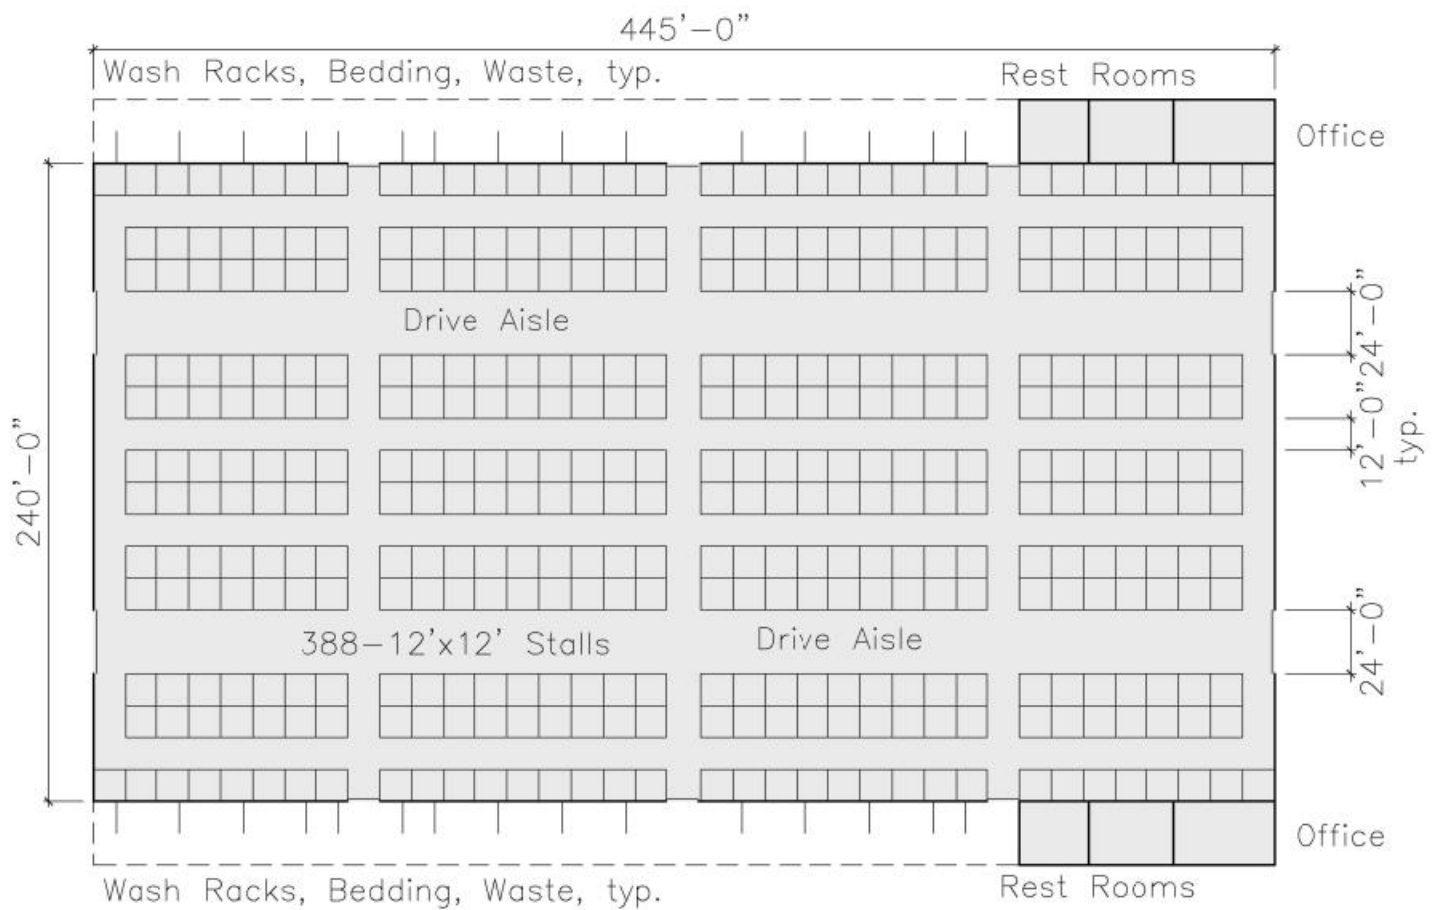 445'-0"
Wash Racks, Bedding, Waste, typ.
Rest Rooms
Office
Drive Aisle
24'-0"
12'-0"
typ.
240'-0"
388-12'x12' Stalls
Drive Aisle
24'-0"
Office
Wash Racks, Bedding, Waste, typ.
Rest Rooms